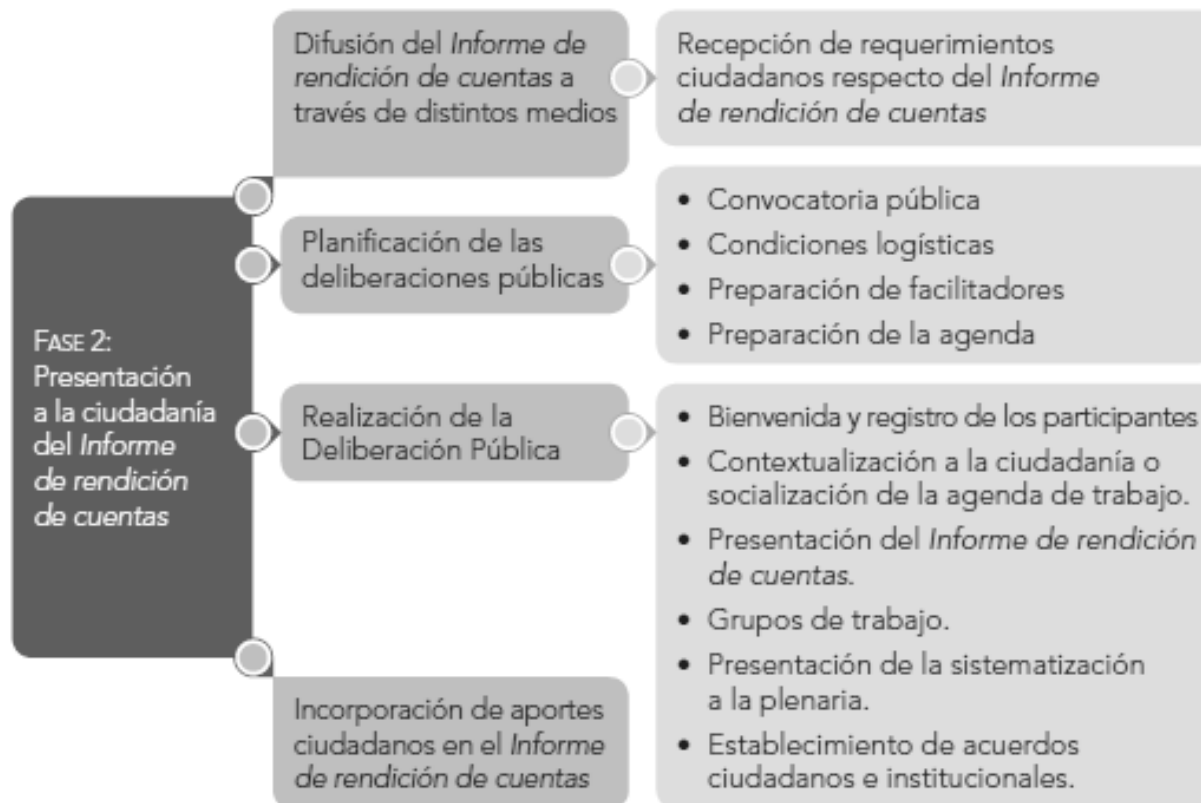 FASE 2:
Presentación
a la ciudadanía
del Informe
de rendición
de cuentas
Difusión del Informe de
rendición de cuentas a
través de distintos medios
Recepción de requerimientos
ciudadanos respecto del Informe
de rendición de cuentas
Planificación de las
deliberaciones públicas
• Convocatoria pública
• Condiciones logísticas
• Preparación de facilitadores
• Preparación de la agenda
Realización de la
Deliberación Pública
• Bienvenida y registro de los participantes
• Contextualización a la ciudadanía o
socialización de la agenda de trabajo.
• Presentación del Informe de rendición
de cuentas.
• Grupos de trabajo.
• Presentación de la sistematización
a la plenaria.
• Establecimiento de acuerdos
ciudadanos e institucionales.
Incorporación de aportes
ciudadanos en el Informe
de rendición de cuentas